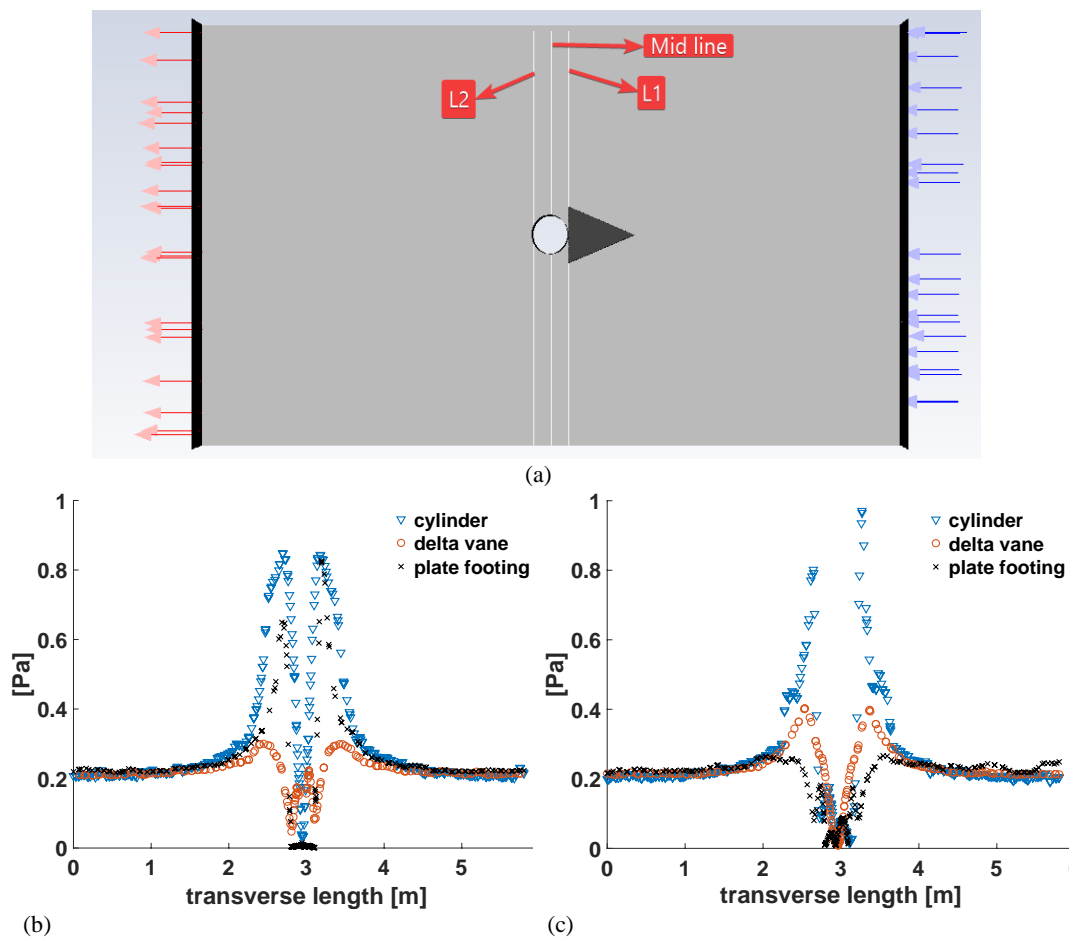 Mid line
L2
L1
(a)
1
0.8
0.6
0.4
0.2
0
[Pa]
cylinder
delta vane
plate footing
0 1 2 3 4 5
transverse length [m]
(b)
1
0.8
0.6
0.4
0.2
0
[Pa]
cylinder
delta vane
plate footing
0 1 2 3 4 5
transverse length [m]
(c)